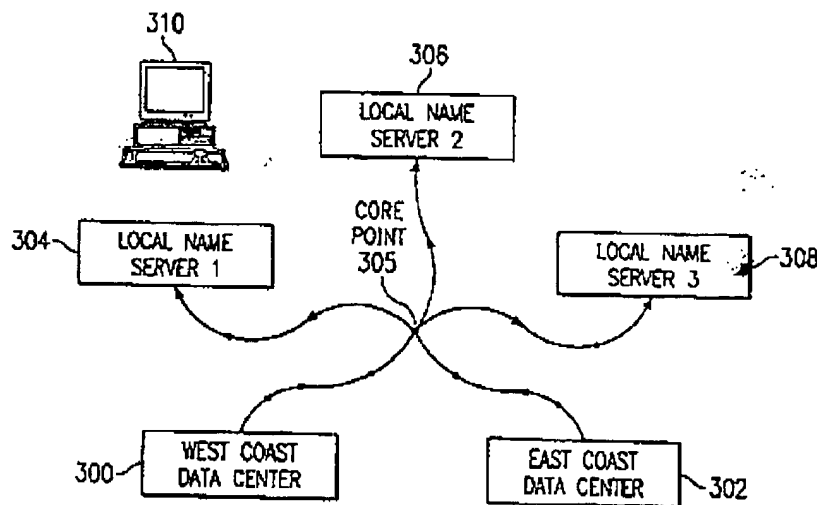 310
306
LOCAL NAME
SERVER 2
CORE
POINT
305
304
LOCAL NAME
SERVER 1
LOCAL NAME
SERVER 3
308
300
WEST COAST
DATA CENTER
EAST COAST
DATA CENTER
302